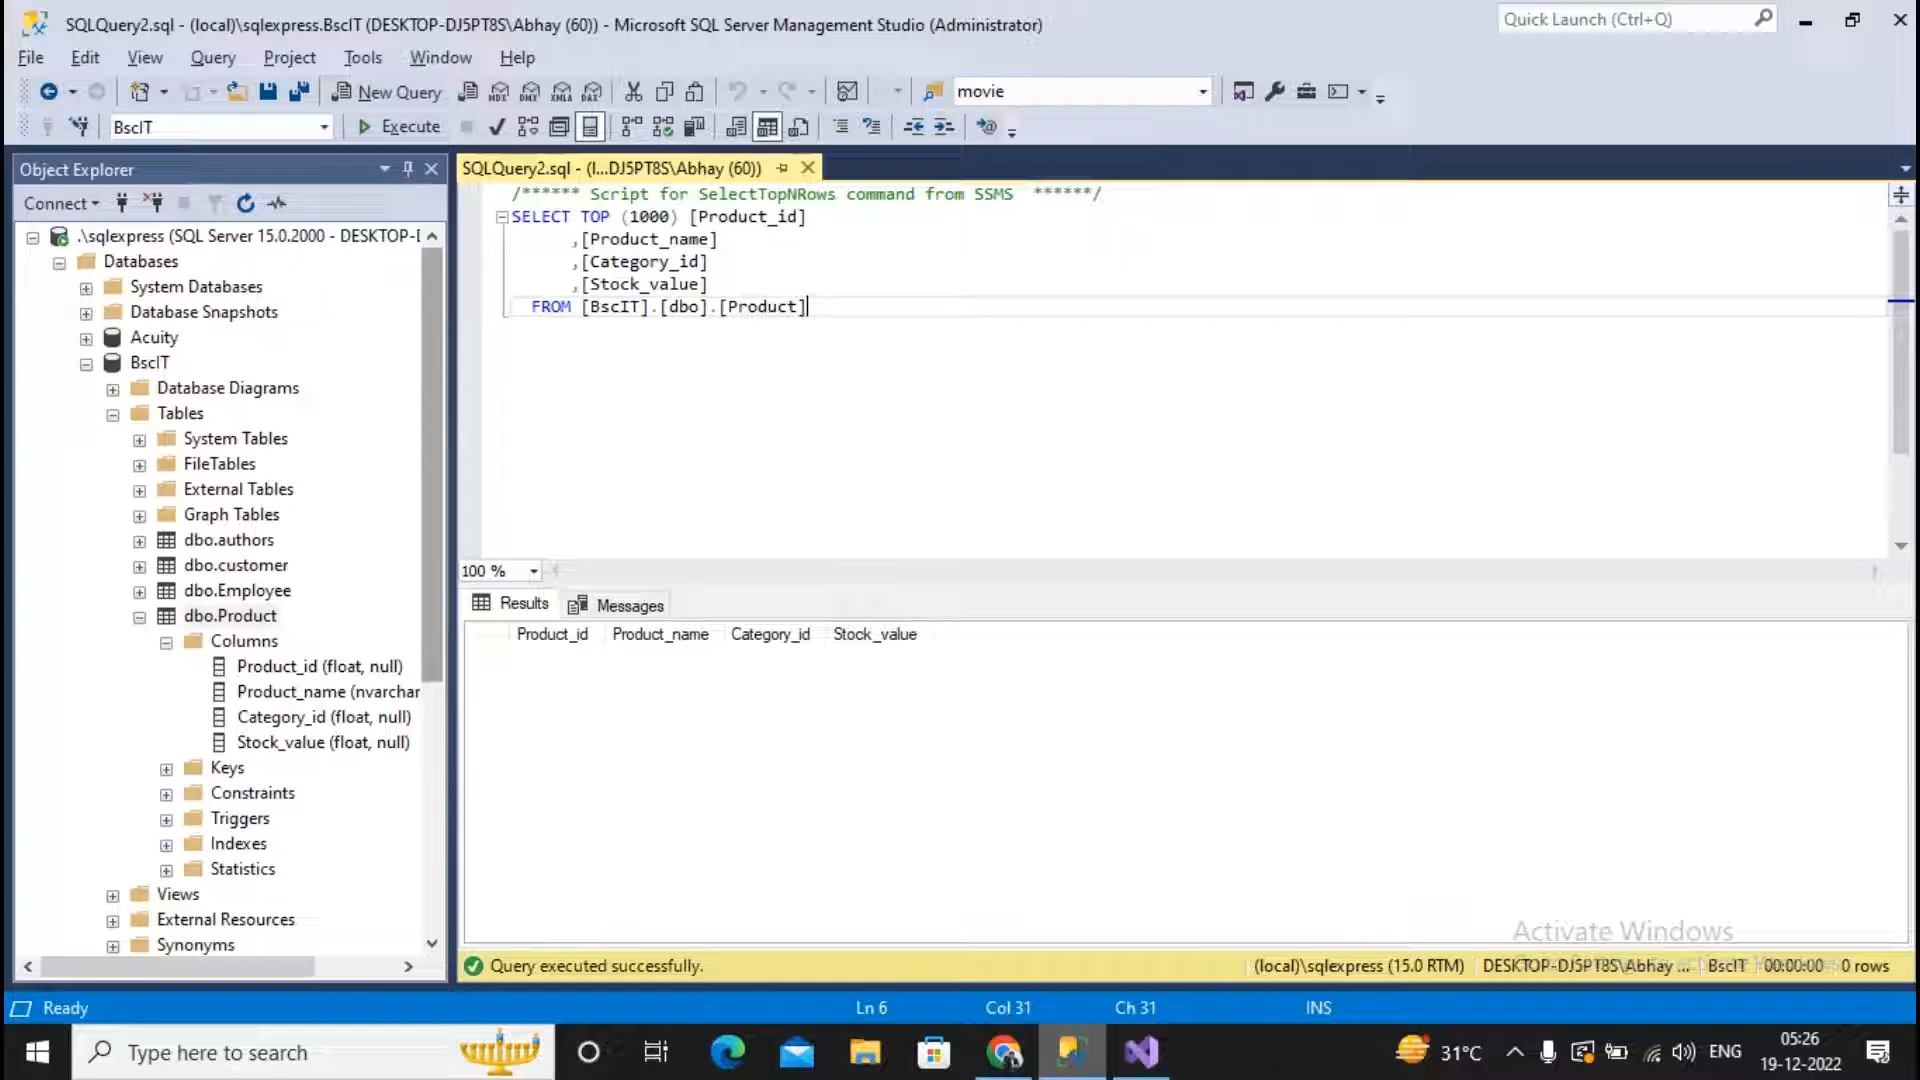 SQLQuery2.sql - (local)\sqlexpress.BscIT (DESKTOP-DJ5PT8S\Abhay (60)) - Microsoft SQL Server Management Studio (Administrator)
Quick Launch (Ctrl+Q)
File Edit View Query Project Tools Window Help
New Query
MDX DMX XMLA DAX
movie
BscIT
Execute
Object Explorer
Connect
.\sqlexpress (SQL Server 15.0.2000 - DESKTOP-
Databases
System Databases
Database Snapshots
Acuity
BscIT
Database Diagrams
Tables
System Tables
FileTables
External Tables
Graph Tables
dbo.authors
dbo.customer
dbo.Employee
dbo.Product
Columns
Product_id (float, null)
Product_name (nvarchar
Category_id (float, null)
Stock_value (float, null)
Keys
Constraints
Triggers
Indexes
Statistics
Views
External Resources
Synonyms
SQLQuery2.sql - (l...DJ5PT8S\Abhay (60))
/****** Script for SelectTopNRows command from SSMS  ******/
SELECT TOP (1000) [Product_id]
,[Product_name]
,[Category_id]
,[Stock_value]
FROM [BscIT].[dbo].[Product]
100 %
Results Messages
Product_id Product_name Category_id Stock_value
Activate Windows
Query executed successfully.
(local)\sqlexpress (15.0 RTM) DESKTOP-DJ5PT8S\Abhay ... BscIT 00:00:00 0 rows
Ready Ln 6 Col 31 Ch 31 INS
Type here to search
31°C
ENG
05:26
19-12-2022